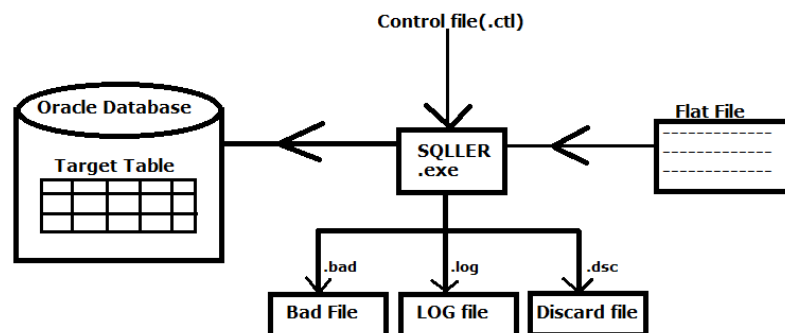 Control file(.ctl)
Oracle Database
Flat File
Target Table
SQLLER
.exe
.bad
.log
.dsc
Bad File
LOG file
Discard file